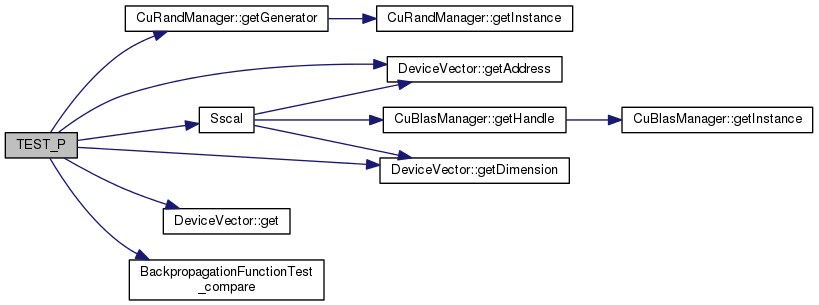 CuRandManager::getGenerator
CuRandManager::getInstance
DeviceVector::getAddress
Sscal
CuBlasManager::getHandle
CuBlasManager::getInstance
TEST_P
DeviceVector::getDimension
DeviceVector::get
BackpropagationFunctionTest
_compare